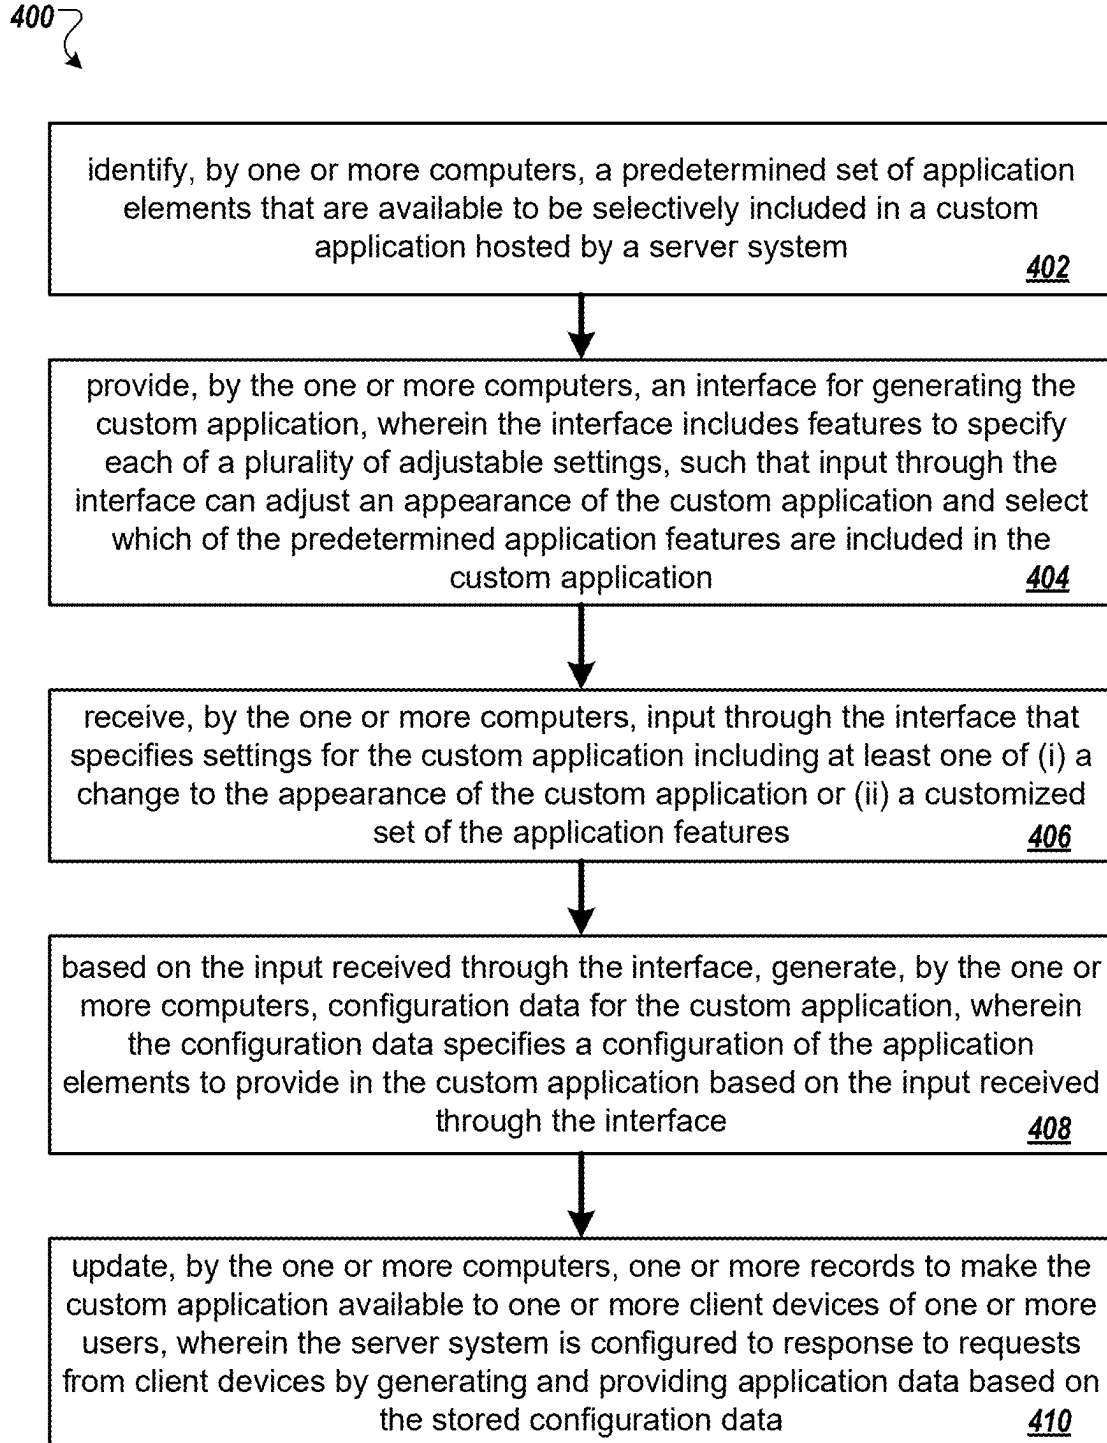 400
identify, by one or more computers, a predetermined set of application
elements that are available to be selectively included in a custom
application hosted by a server system
402
provide, by the one or more computers, an interface for generating the
custom application, wherein the interface includes features to specify
each of a plurality of adjustable settings, such that input through the
interface can adjust an appearance of the custom application and select
which of the predetermined application features are included in the
custom application
404
receive, by the one or more computers, input through the interface that
specifies settings for the custom application including at least one of (i) a
change to the appearance of the custom application or (ii) a customized
set of the application features
406
based on the input received through the interface, generate, by the one or
more computers, configuration data for the custom application, wherein
the configuration data specifies a configuration of the application
elements to provide in the custom application based on the input received
through the interface
408
update, by the one or more computers, one or more records to make the
custom application available to one or more client devices of one or more
users, wherein the server system is configured to response to requests
from client devices by generating and providing application data based on
the stored configuration data
410